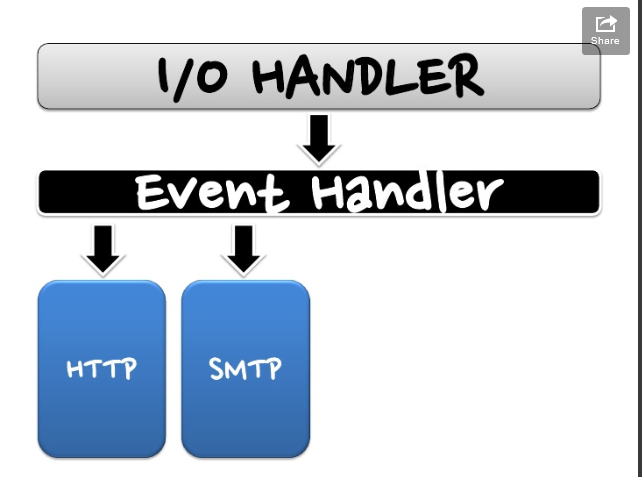 Share
I/O HANDLER
Event Handler
HTTP
SMTP